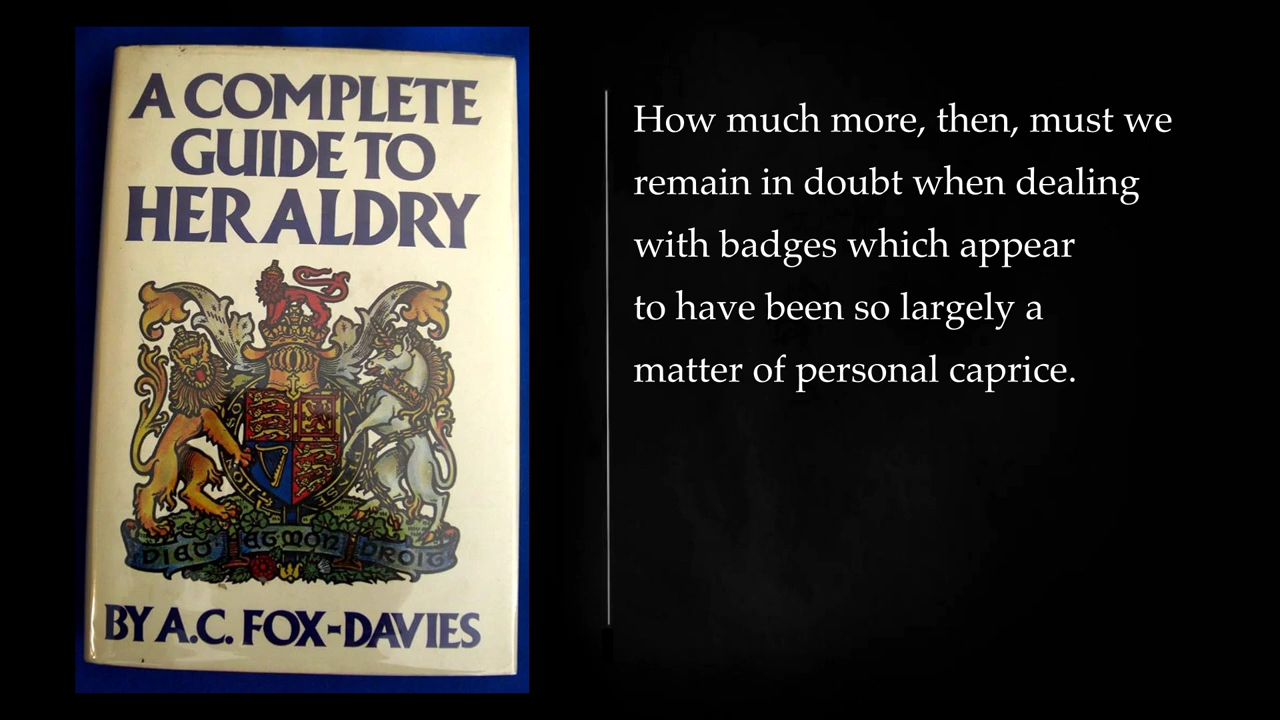 A COMPLETE
GUIDE TO
HERALDRY
DIEU ET MON DROIT
BY A.C. FOX-DAVIES
How much more, then, must we
remain in doubt when dealing
with badges which appear
to have been so largely a
matter of personal caprice.